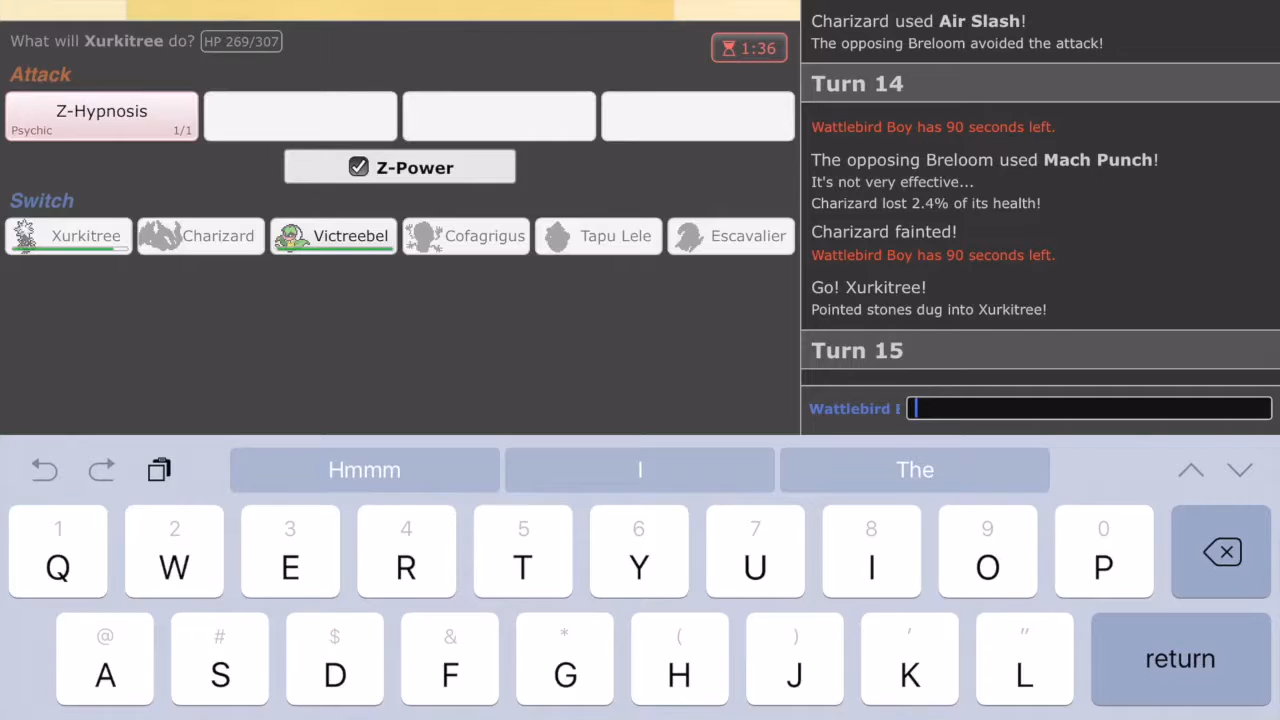 What will Xurkitree do? HP 269/307
1:36
Attack
Z-Hypnosis
Psychic 1/1
Z-Power
Switch
Xurkitree Charizard Victreebel Cofagrigus Tapu Lele Escavalier
Charizard used Air Slash!
The opposing Breloom avoided the attack!
Turn 14
Wattlebird Boy has 90 seconds left.
The opposing Breloom used Mach Punch!
It's not very effective...
Charizard lost 2.4% of its health!
Charizard fainted!
Wattlebird Boy has 90 seconds left.
Go! Xurkitree!
Pointed stones dug into Xurkitree!
Turn 15
Wattlebird
Hmmm I The
1 2 3 4 5 6 7 8 9 0
Q W E R T Y U I O P
@ # $ & * ( ) ' "
A S D F G H J K L return